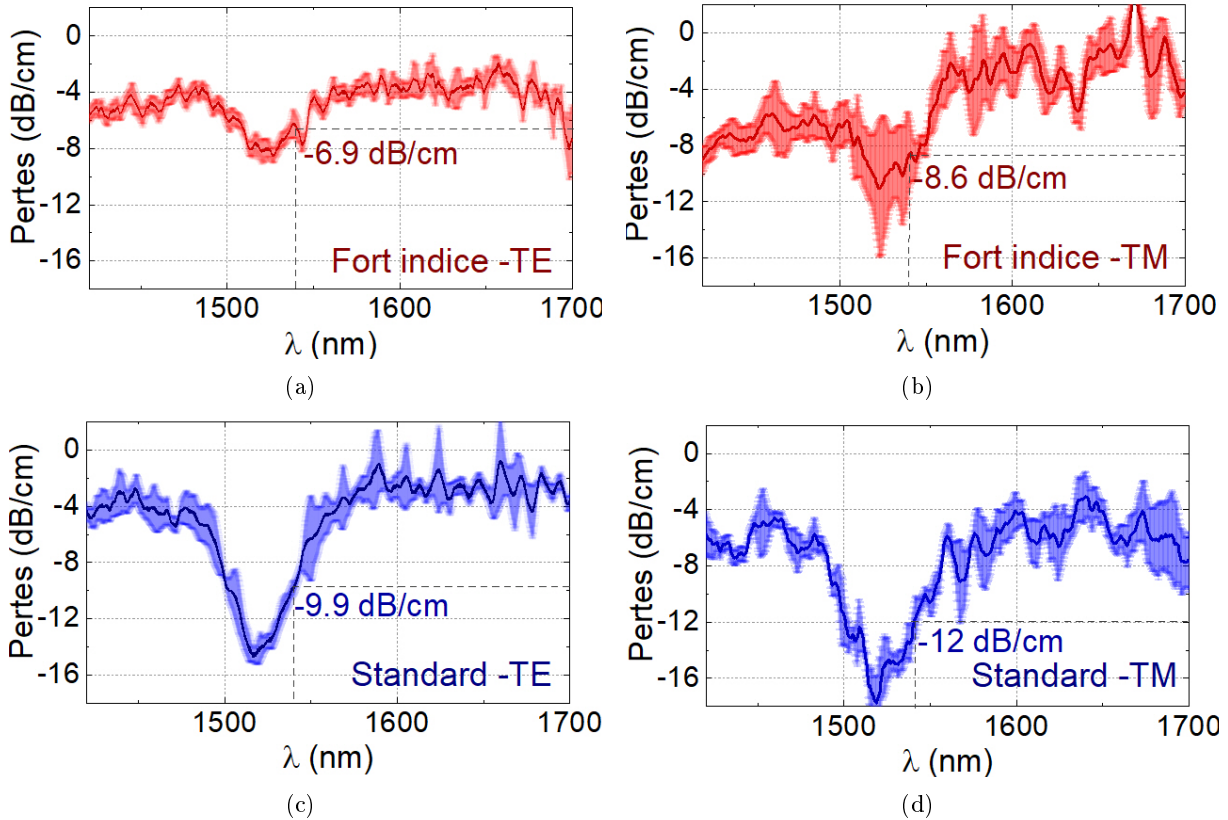 0
-4
-8
-12
-16
Pertes (dB/cm)
-6.9 dB/cm
Fort indice -TE
1500
1600
1700
λ (nm)
(a)
0
-4
-8
-12
-16
Pertes (dB/cm)
-8.6 dB/cm
Fort indice -TM
1500
1600
1700
λ (nm)
(b)
0
-4
-8
-12
-16
Pertes (dB/cm)
-9.9 dB/cm
Standard -TE
1500
1600
1700
λ (nm)
(c)
0
-4
-8
-12
-16
Pertes (dB/cm)
-12 dB/cm
Standard -TM
1500
1600
1700
λ (nm)
(d)